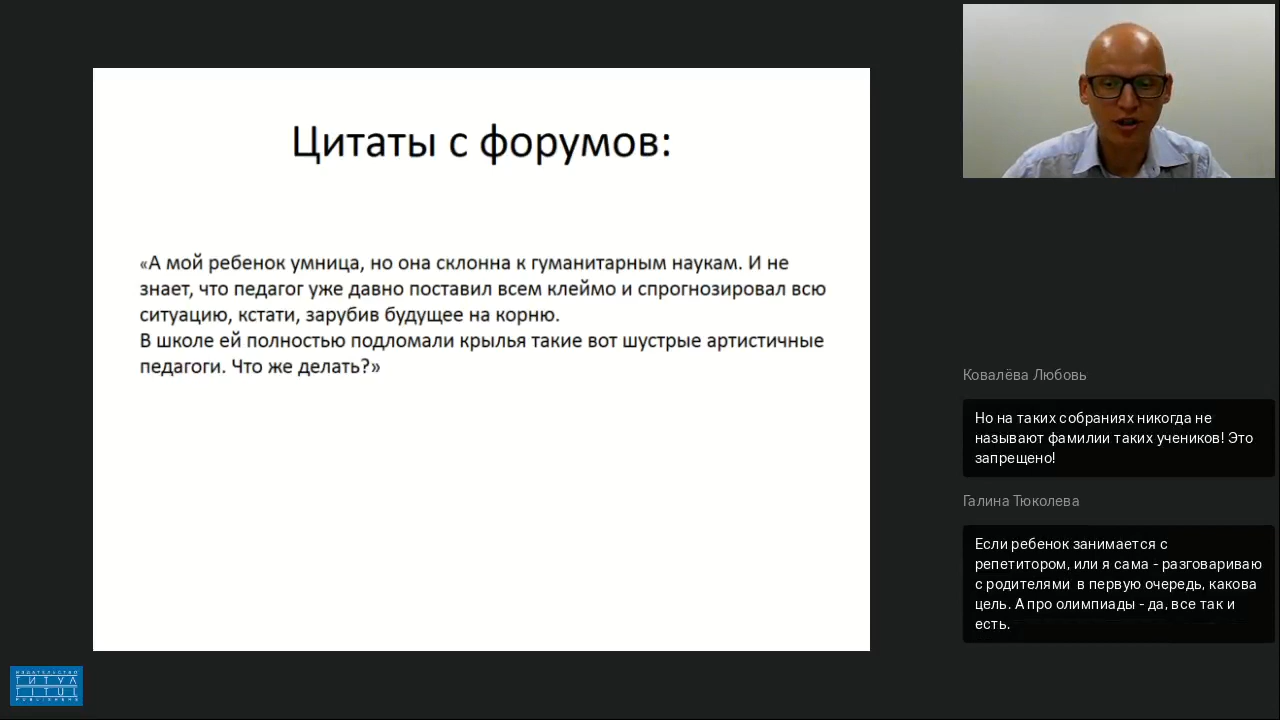 Цитаты с форумов:
«А мой ребенок умница, но она склонна к гуманитарным наукам. И не
знает, что педагог уже давно поставил всем клеймо и спрогнозировал всю
ситуацию, кстати, зарубив будущее на корню.
В школе ей полностью подломали крылья такие вот шустрые артистичные
педагоги. Что же делать?»
Ковалёва Любовь
Но на таких собраниях никогда не
называют фамилии таких учеников! Это
запрещено!
Галина Тюколева
Если ребенок занимается с
репетитором, или я сама - разговариваю
с родителями в первую очередь, какова
цель. А про олимпиады - да, все так и
есть.
ИЗДАТЕЛЬСТВО
ТИТУЛ
TITUL
PUBLISHERS